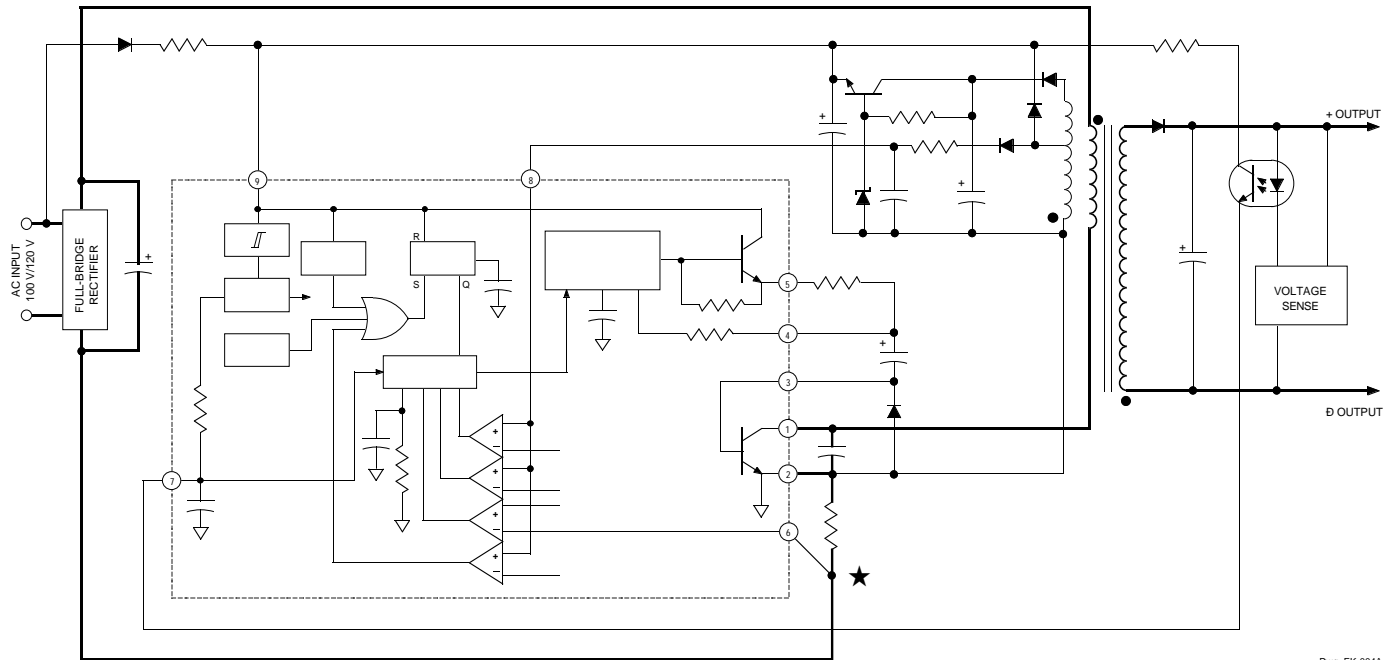 +
+ OUTPUT
9
8
+
+
AC INPUT
100 V/120 V
FULL-BRIDGE
RECTIFIER
+
R
S
Q
+
5
VOLTAGE
SENSE
4
+
3
Ð OUTPUT
1
+
–
2
+
–
7
+
–
6
+
–
★